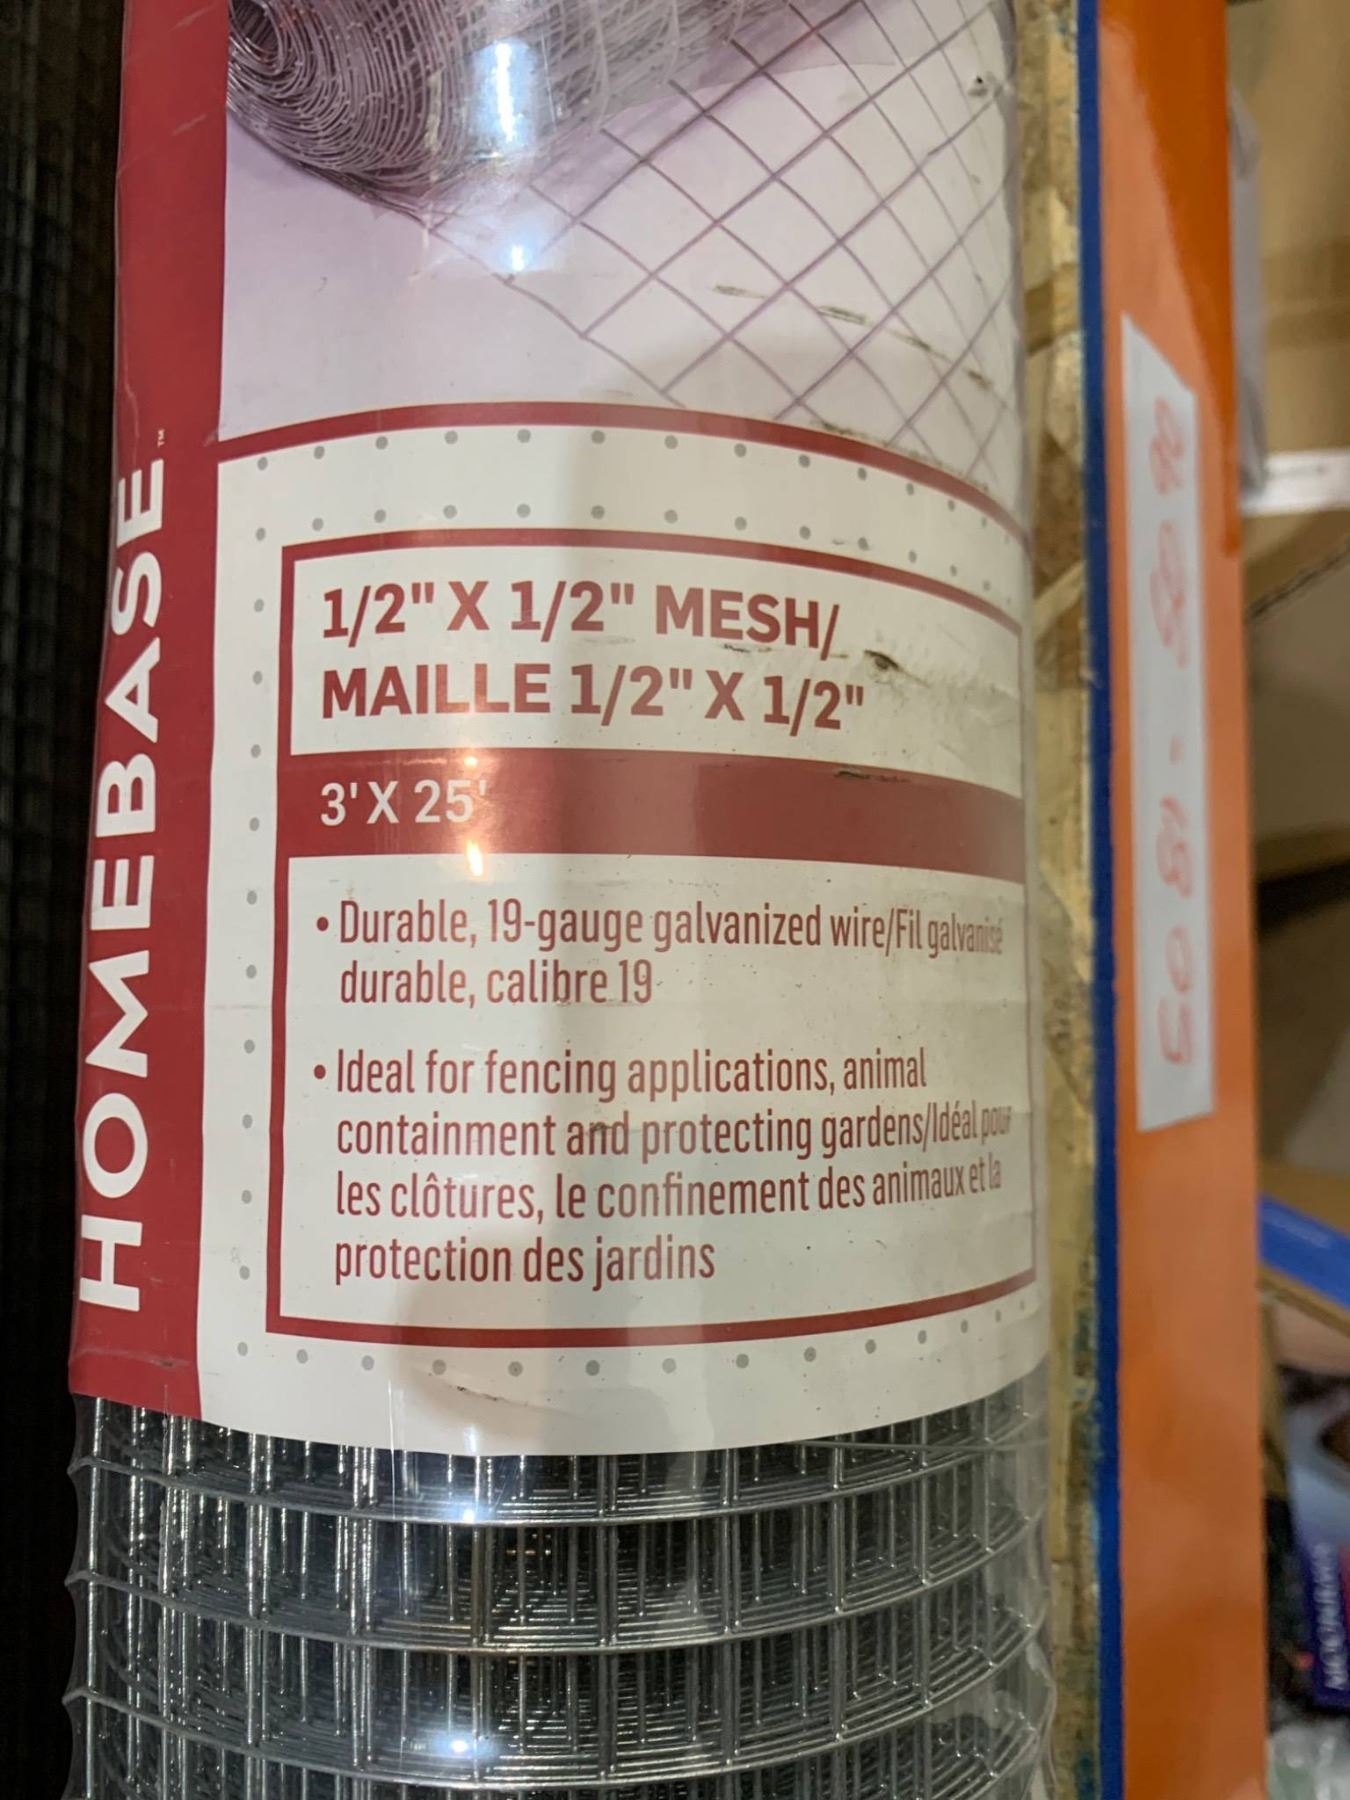 HOMEBASE™
1/2" X 1/2" MESH/
MAILLE 1/2" X 1/2"
3' X 25'
• Durable, 19-gauge galvanized wire/Fil galvanisé
durable, calibre 19
• Ideal for fencing applications, animal
containment and protecting gardens/Idéal pour
les clôtures, le confinement des animaux et la
protection des jardins